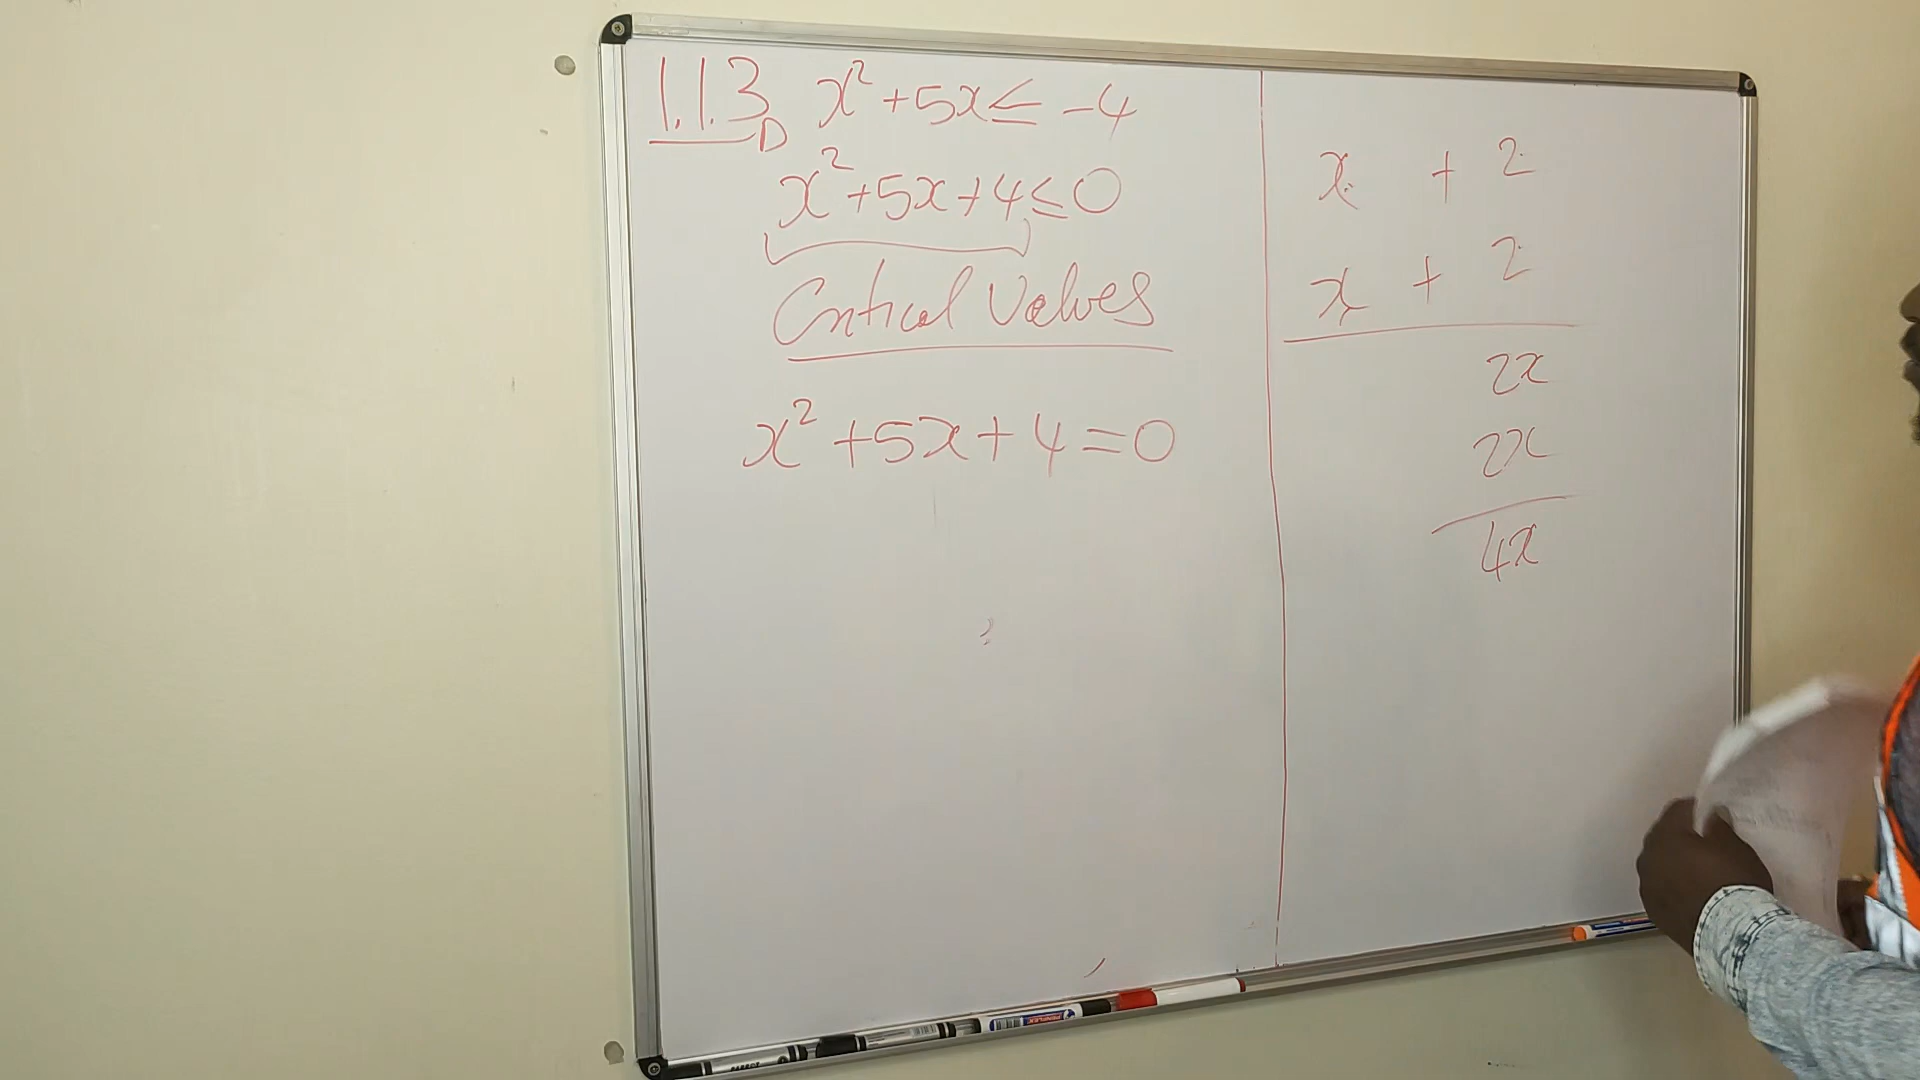 1.1.3 x² + 5x ≤ -4
D
x² + 5x + 4 ≤ 0
Critical Values
x² + 5x + 4 = 0
x + 2
x + 2
2x
2x
4x